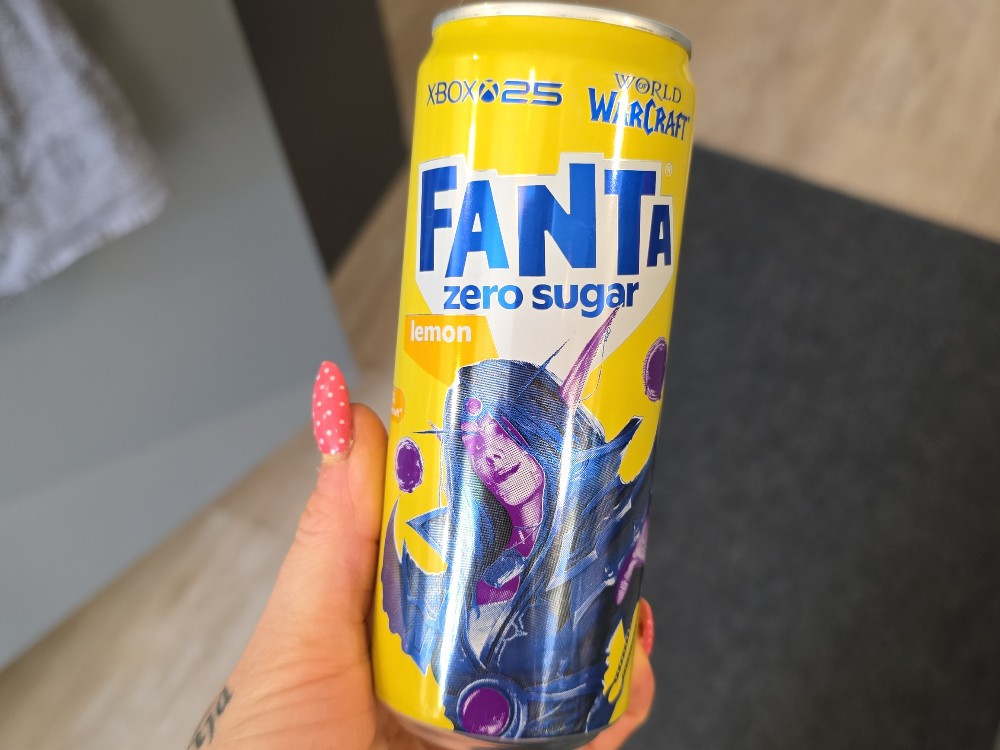 XBOX 25
WORLD
OF
WARCRAFT
FANTA®
zero sugar
lemon